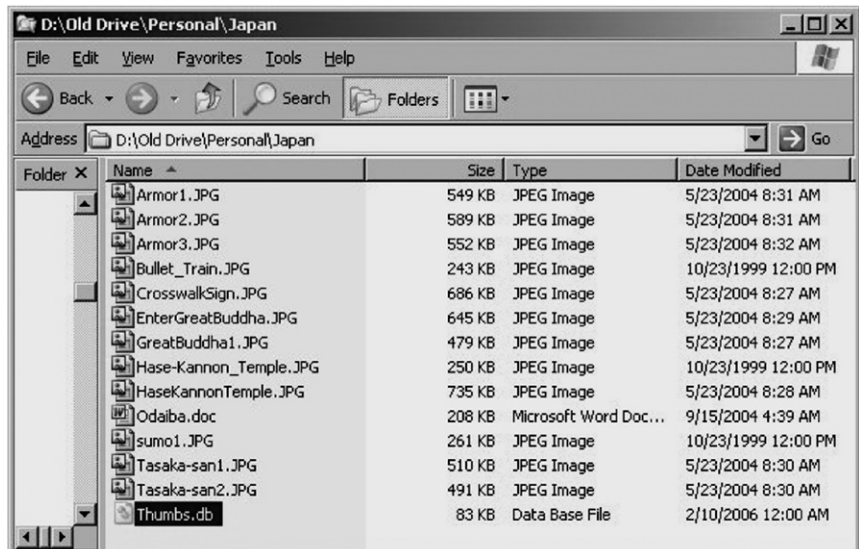 D:\Old Drive\Personal\Japan
File Edit View Favorites Tools Help
Back Search Folders
Address D:\Old Drive\Personal\Japan Go
Folder X Name Size Type Date Modified
Armor1.JPG 549 KB JPEG Image 5/23/2004 8:31 AM
Armor2.JPG 589 KB JPEG Image 5/23/2004 8:31 AM
Armor3.JPG 552 KB JPEG Image 5/23/2004 8:32 AM
Bullet_Train.JPG 243 KB JPEG Image 10/23/1999 12:00 PM
CrosswalkSign.JPG 686 KB JPEG Image 5/23/2004 8:27 AM
EnterGreatBuddha.JPG 645 KB JPEG Image 5/23/2004 8:29 AM
GreatBuddha1.JPG 479 KB JPEG Image 5/23/2004 8:27 AM
Hase-Kannon_Temple.JPG 250 KB JPEG Image 10/23/1999 12:00 PM
HaseKannonTemple.JPG 735 KB JPEG Image 5/23/2004 8:28 AM
Odaiba.doc 208 KB Microsoft Word Doc... 9/15/2004 4:39 AM
sumo1.JPG 261 KB JPEG Image 10/23/1999 12:00 PM
Tasaka-san1.JPG 510 KB JPEG Image 5/23/2004 8:30 AM
Tasaka-san2.JPG 491 KB JPEG Image 5/23/2004 8:30 AM
Thumbs.db 83 KB Data Base File 2/10/2006 12:00 AM